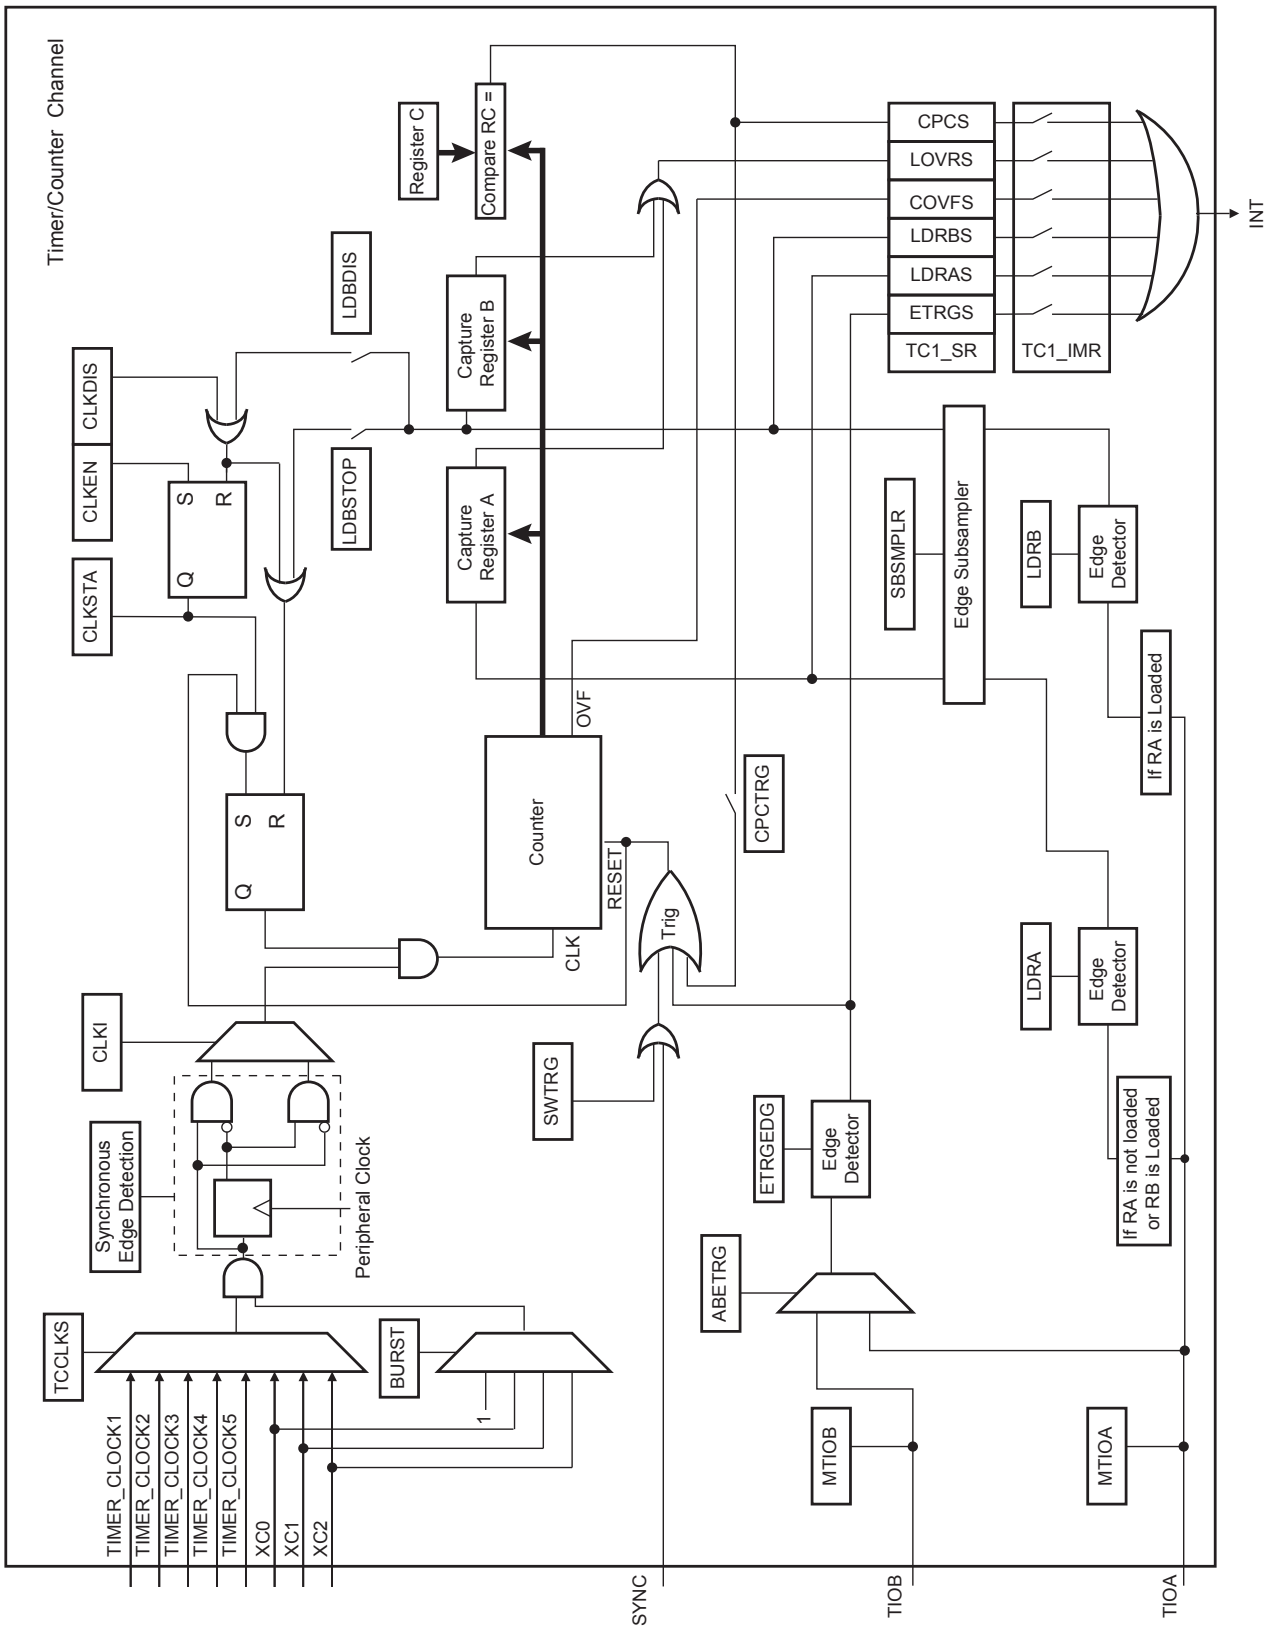 Timer/Counter Channel
TIMER_CLOCK1
TIMER_CLOCK2
TIMER_CLOCK3
TIMER_CLOCK4
TIMER_CLOCK5
XC0
XC1
XC2
TCCLKS
BURST
1
Synchronous
Edge Detection
Peripheral Clock
CLKI
CLKSTA
CLKEN
CLKDIS
Q
S
R
Q
S
R
LDBSTOP
LDBDIS
SYNC
SWTRG
CLK
Counter
RESET
OVF
Trig
CPCTRG
Capture
Register A
Capture
Register B
Register C
Compare RC =
TIOB
MTIOB
ABETRG
ETRGEDG
Edge
Detector
TIOA
MTIOA
If RA is not loaded
or RB is Loaded
LDRA
Edge
Detector
If RA is Loaded
LDRB
Edge
Detector
SBSMPLR
Edge Subsampler
CPCS
LOVRS
COVFS
LDRBS
LDRAS
ETRGS
TC1_SR
TC1_IMR
INT